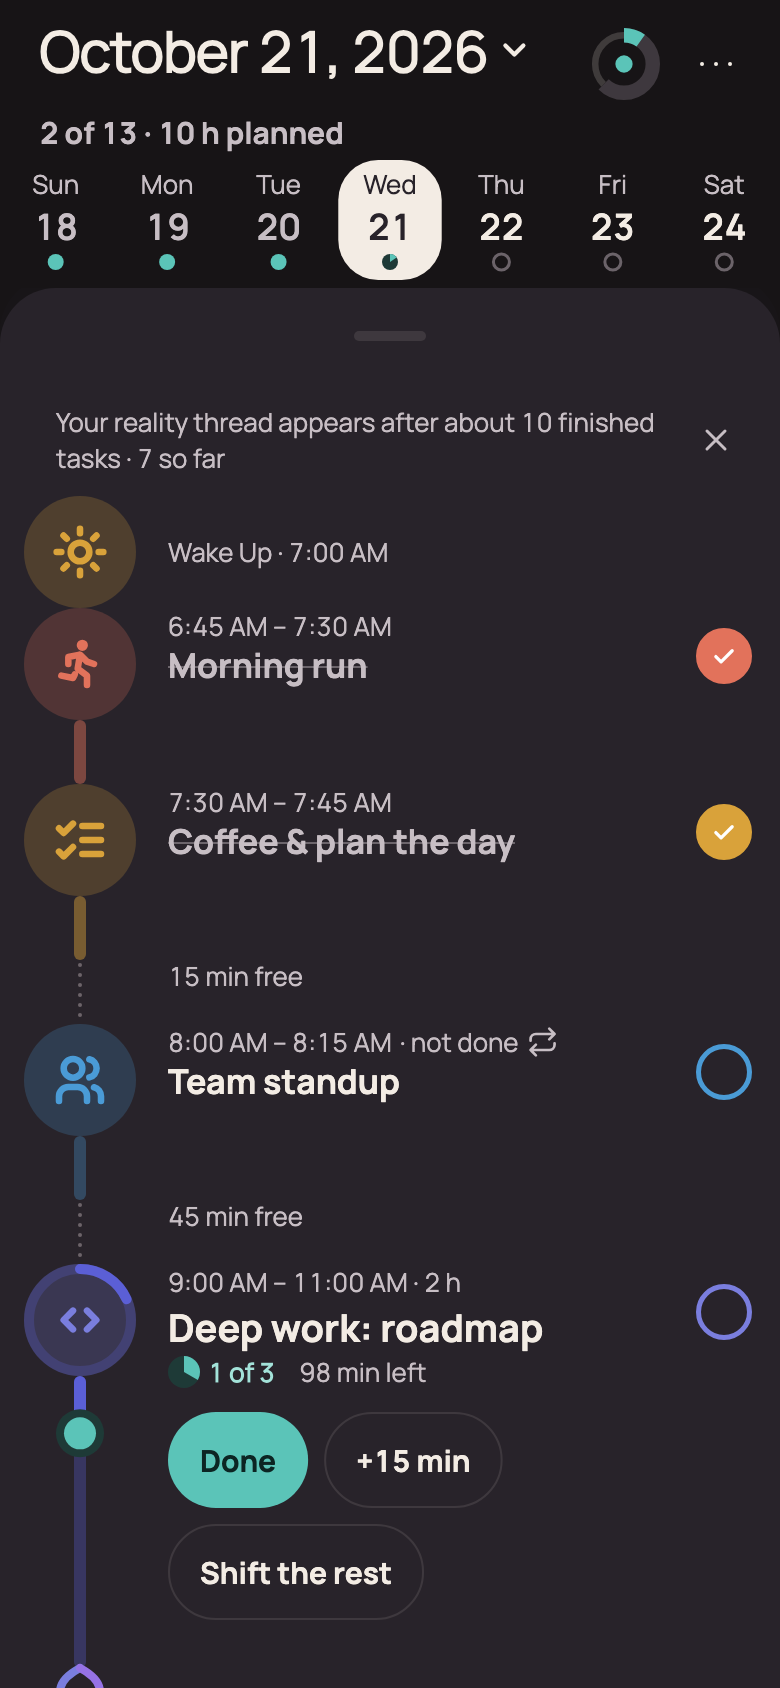 October 21, 2026
2 of 13 · 10 h planned
Sun Mon Tue Wed Thu Fri Sat
18 19 20 21 22 23 24
Your reality thread appears after about 10 finished
tasks · 7 so far
Wake Up · 7:00 AM
6:45 AM – 7:30 AM
Morning run
7:30 AM – 7:45 AM
Coffee & plan the day
15 min free
8:00 AM – 8:15 AM · not done
Team standup
45 min free
9:00 AM – 11:00 AM · 2 h
Deep work: roadmap
1 of 3 98 min left
Done +15 min
Shift the rest